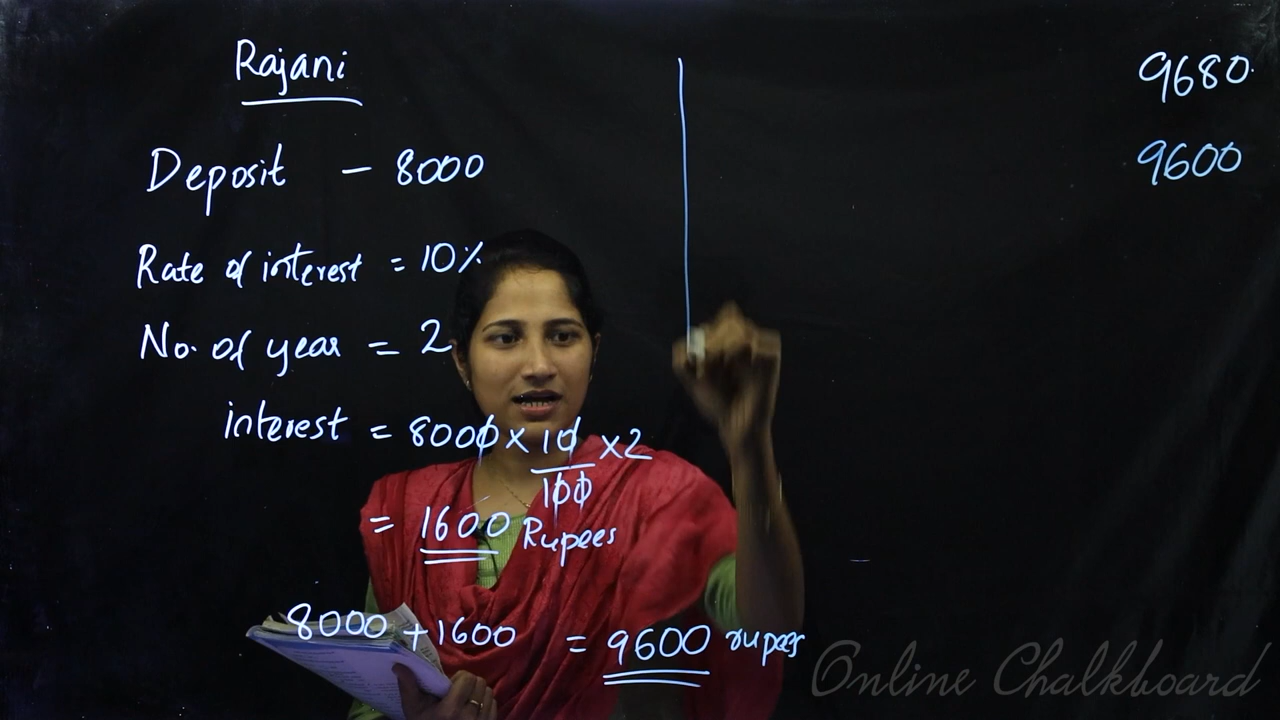 Rajani
Deposit – 8000
Rate of interest = 10%
No. of year = 2
interest = 8000 × 10/100 × 2
= 1600 Rupees
8000 + 1600 = 9600 rupees
9680
9600
Online Chalkboard